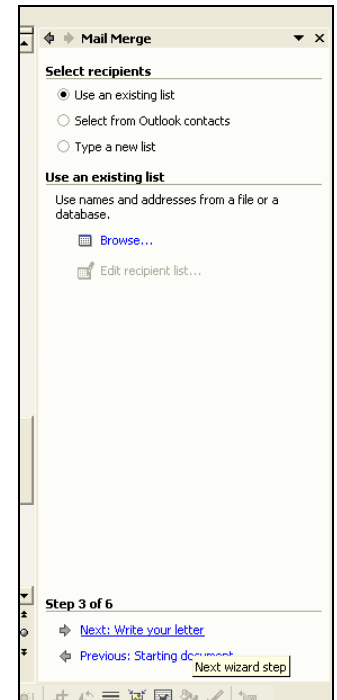 Mail Merge
Select recipients
Use an existing list
Select from Outlook contacts
Type a new list
Use an existing list
Use names and addresses from a file or a
database.
Browse...
Edit recipient list...
Step 3 of 6
Next: Write your letter
Previous: Starting
Next wizard step